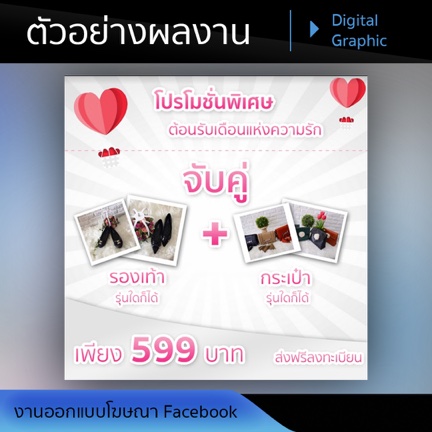 ตัวอย่างผลงาน
Digital
Graphic
โปรโมชั่นพิเศษ
ต้อนรับเดือนแห่งความรัก
จับคู่
+
รองเท้า
รุ่นใดก็ได้
กระเป๋า
รุ่นใดก็ได้
เพียง 599 บาท
ส่งฟรีลงทะเบียน
งานออกแบบโฆษณา Facebook